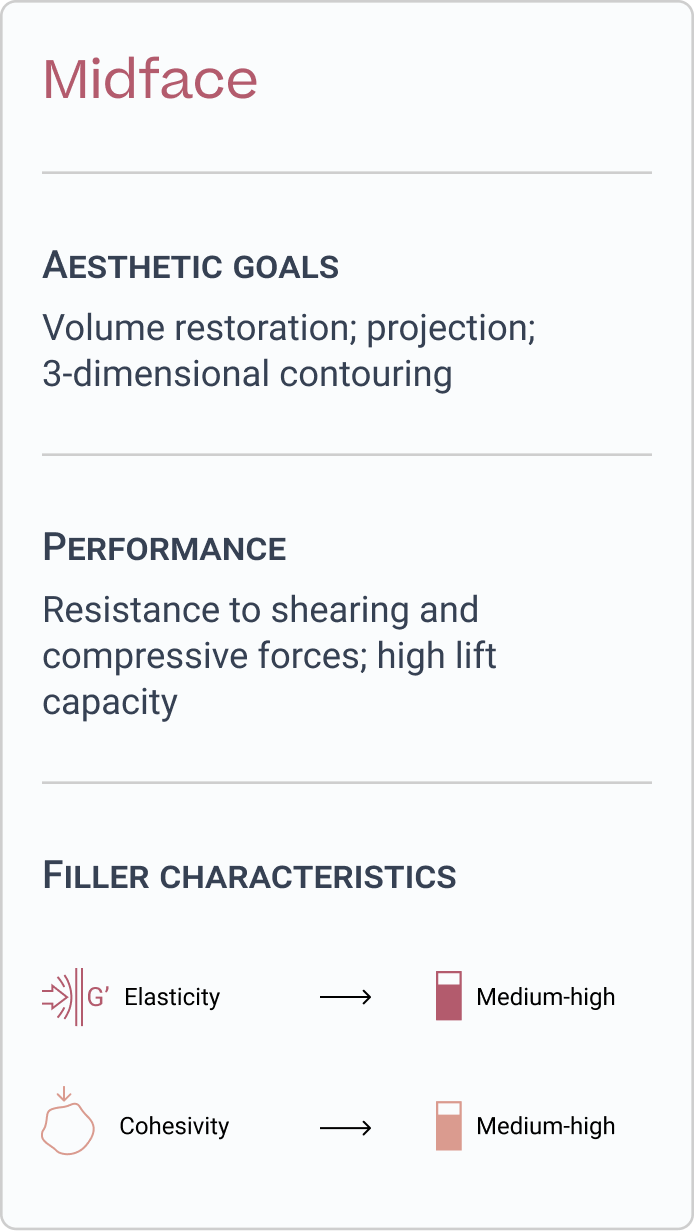 Midface
AESTHETIC GOALS
Volume restoration; projection;
3-dimensional contouring
PERFORMANCE
Resistance to shearing and
compressive forces; high lift
capacity
FILLER CHARACTERISTICS
G’ Elasticity → Medium-high
Cohesivity → Medium-high